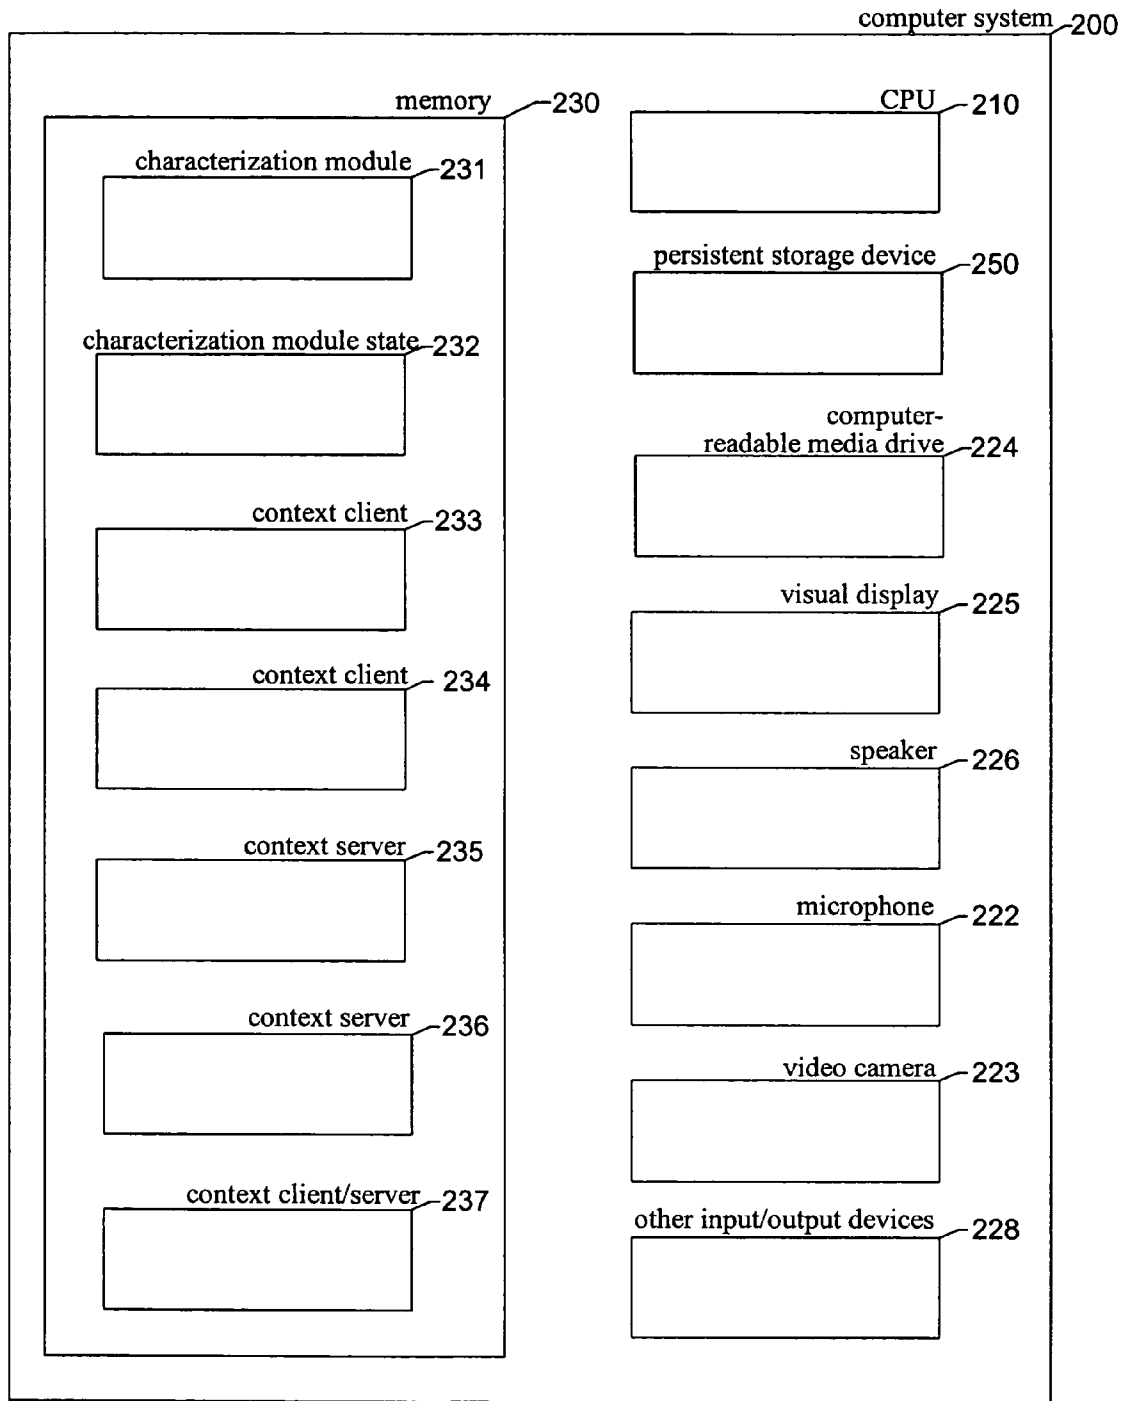 computer system 200
memory 230
characterization module 231
characterization module state 232
context client 233
context client 234
context server 235
context server 236
context client/server 237
CPU 210
persistent storage device 250
computer-
readable media drive 224
visual display 225
speaker 226
microphone 222
video camera 223
other input/output devices 228